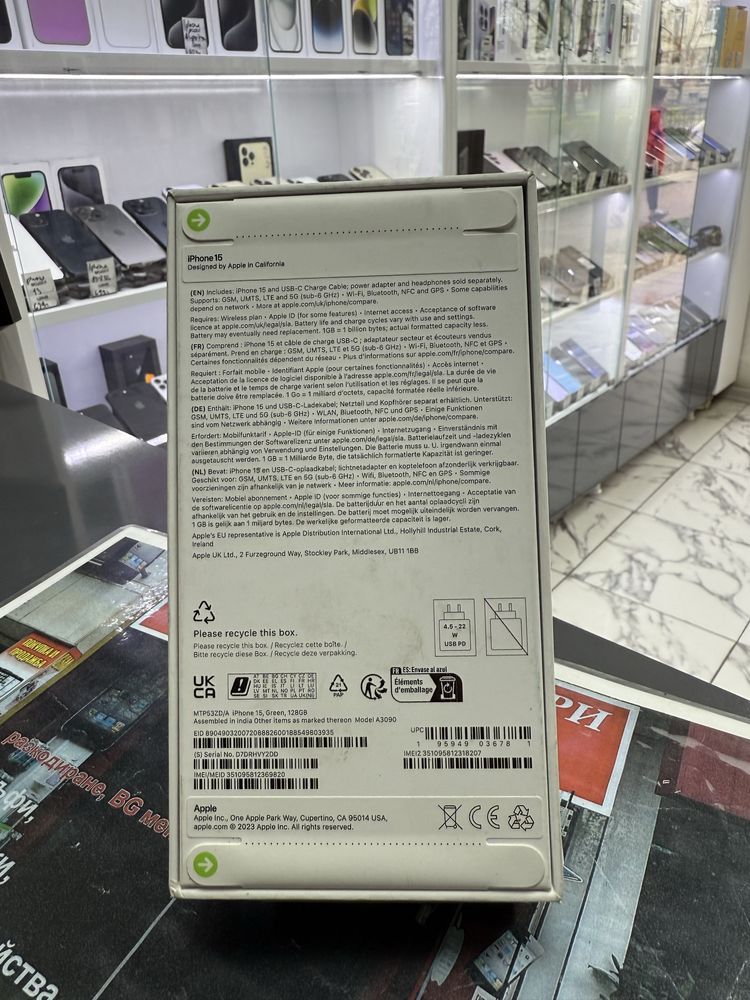 iPhone 15
Designed by Apple in California
(EN) Includes: iPhone 15 and USB-C Charge Cable; power adapter and headphones sold separately.
Supports: GSM, UMTS, LTE and 5G (sub-6 GHz) • Wi-Fi, Bluetooth, NFC and GPS • Some capabilities
depend on network • More at apple.com/uk/iphone/compare.
Requires: Wireless plan • Apple ID (for some features) • Internet access • Acceptance of software
licence at apple.com/uk/legal/sla. Battery life and charge cycles vary with use and settings.
Battery may eventually need replacement. 1GB = 1 billion bytes; actual formatted capacity less.
(FR) Comprend : iPhone 15 et câble de charge USB-C ; adaptateur secteur et écouteurs vendus
séparément. Prend en charge : GSM, UMTS, LTE et 5G (sub-6 GHz) • Wi-Fi, Bluetooth, NFC et GPS •
Certaines fonctionnalités dépendent du réseau • Plus d'informations sur apple.com/fr/iphone/compare.
Requiert : Forfait mobile • Identifiant Apple (pour certaines fonctionnalités) • Accès internet •
Acceptation de la licence de logiciel disponible à l'adresse apple.com/fr/legal/sla. La durée de vie
de la batterie et le temps de charge varient selon l'utilisation et les réglages. Il se peut que la
batterie doive être remplacée. 1 Go = 1 milliard d'octets, capacité formatée réelle inférieure.
(DE) Enthält: iPhone 15 und USB-C-Ladekabel; Netzteil und Kopfhörer separat erhältlich. Unterstützt:
GSM, UMTS, LTE und 5G (sub-6 GHz) • WLAN, Bluetooth, NFC und GPS • Einige Funktionen
sind vom Netzwerk abhängig • Weitere Informationen unter apple.com/de/iphone/compare.
Erfordert: Mobilfunktarif • Apple-ID (für einige Funktionen) • Internetzugang • Einverständnis mit
den Bestimmungen der Softwarelizenz unter apple.com/de/legal/sla. Batterielaufzeit und -ladezyklen
variieren abhängig von Verwendung und Einstellungen. Die Batterie muss u. U. irgendwann einmal
ausgetauscht werden. 1 GB = 1 Milliarde Byte, die tatsächlich formatierte Kapazität ist geringer.
(NL) Bevat: iPhone 15 en USB-C-oplaadkabel; lichtnetadapter en koptelefoon afzonderlijk verkrijgbaar.
Geschikt voor: GSM, UMTS, LTE en 5G (sub-6 GHz) • Wifi, Bluetooth, NFC en GPS • Sommige
voorzieningen zijn afhankelijk van je netwerk • Meer informatie: apple.com/nl/iphone/compare.
Vereisten: Mobiel abonnement • Apple ID (voor sommige functies) • Internettoegang • Acceptatie van
de softwarelicentie op apple.com/nl/legal/sla. De batterijduur en het aantal oplaadcycli zijn
afhankelijk van het gebruik en de instellingen. De batterij moet mogelijk uiteindelijk worden vervangen.
1 GB is gelijk aan 1 miljard bytes. De werkelijke geformatteerde capaciteit is lager.
Apple's EU representative is Apple Distribution International Ltd., Hollyhill Industrial Estate, Cork,
Ireland
Apple UK Ltd., 2 Furzeground Way, Stockley Park, Middlesex, UB11 1BB
Please recycle this box.
/ Recyclez cette boîte. /
Bitte recycle diese Box. / Recycle deze verpakking.
4.5 - 22
W
USB PD
UK
CA
21
PAP
FR ES: Envase al azul
Éléments
d'emballage
MTP53ZD/A iPhone 15, Green, 128GB
Assembled in India Other items as marked thereon Model A3090
EID 89049032007208882600188549803935
(S) Serial No. D7DRHVY2DD
IMEI/MEID 351095812369820
UPC
1 95949 03678 1
IMEI2 351095812318207
Apple
Apple Inc., One Apple Park Way, Cupertino, CA 95014 USA,
apple.com © 2023 Apple Inc. All rights reserved.
CE
ПОКУПКА И
ПРОДАЖБА
разкодиране, BG